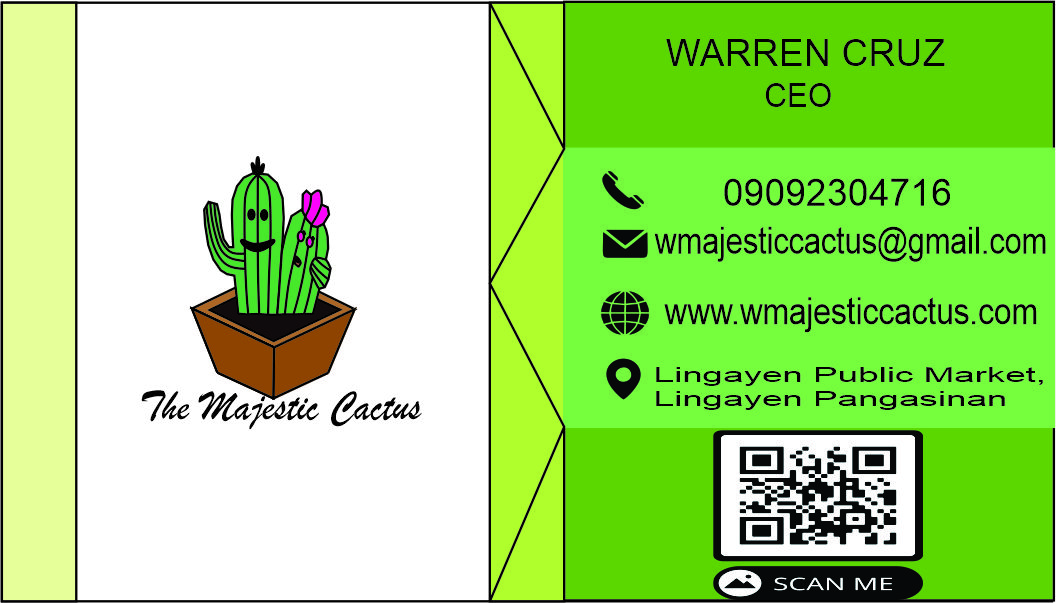 The Majestic Cactus
WARREN CRUZ
CEO
09092304716
wmajesticcactus@gmail.com
www.wmajesticcactus.com
Lingayen Public Market,
Lingayen Pangasinan
SCAN ME